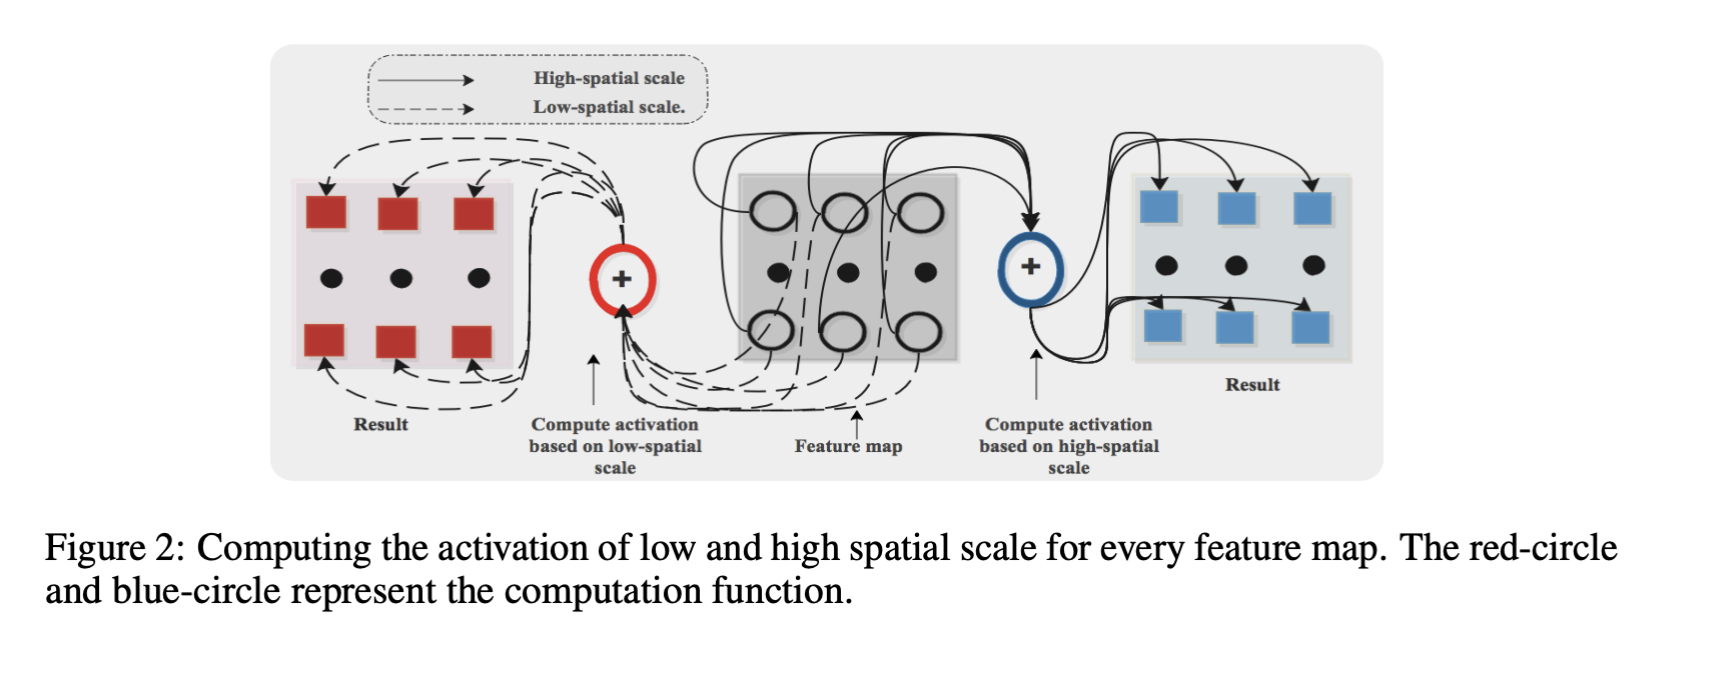 High-spatial scale
Low-spatial scale.
+
+
Result
Result
Compute activation
based on low-spatial
scale
Feature map
Compute activation
based on high-spatial
scale
Figure 2: Computing the activation of low and high spatial scale for every feature map. The red-circle
and blue-circle represent the computation function.